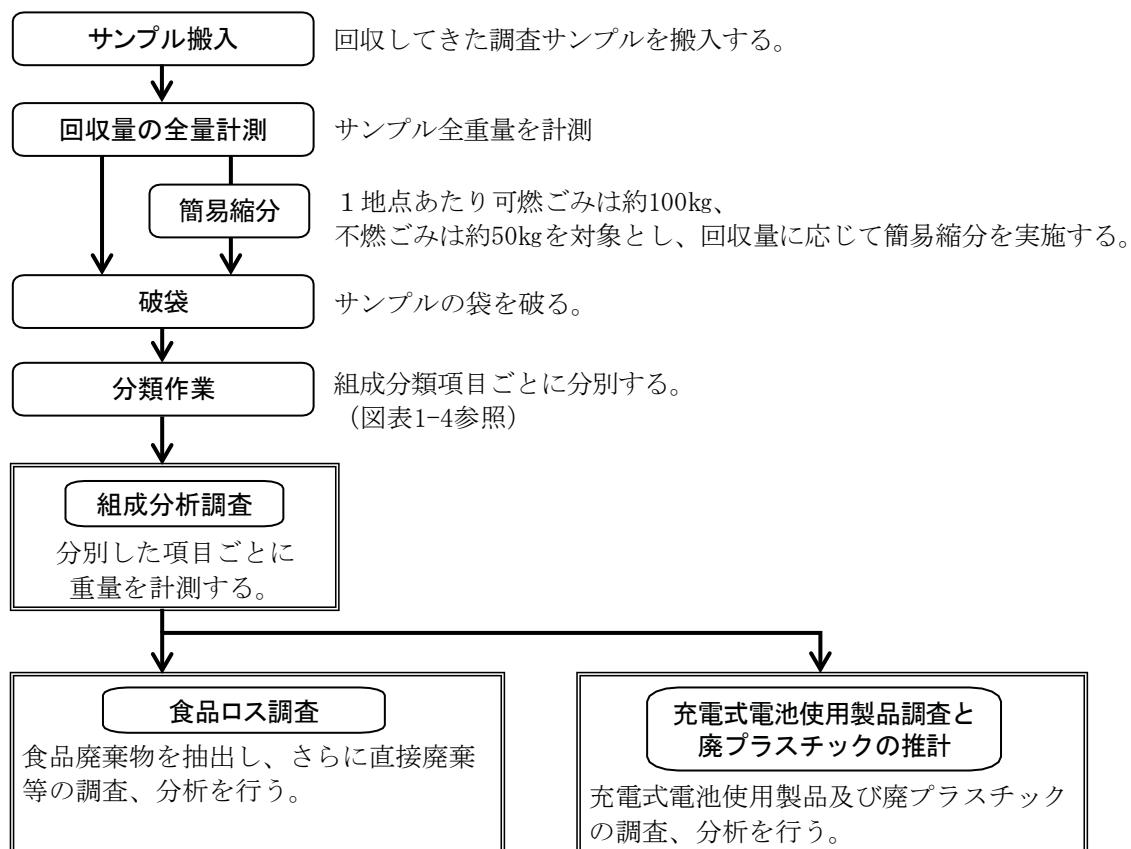 サンプル搬入
回収してきた調査サンプルを搬入する。
回収量の全量計測
サンプル全重量を計測
簡易縮分
１地点あたり可燃ごみは約100㎏、
不燃ごみは約50㎏を対象とし、回収量に応じて簡易縮分を実施する。
破袋
サンプルの袋を破る。
分類作業
組成分類項目ごとに分別する。
（図表1-4参照）
組成分析調査
分別した項目ごとに
重量を計測する。
食品ロス調査
食品廃棄物を抽出し、さらに直接廃棄
等の調査、分析を行う。
充電式電池使用製品調査と
廃プラスチックの推計
充電式電池使用製品及び廃プラスチック
の調査、分析を行う。